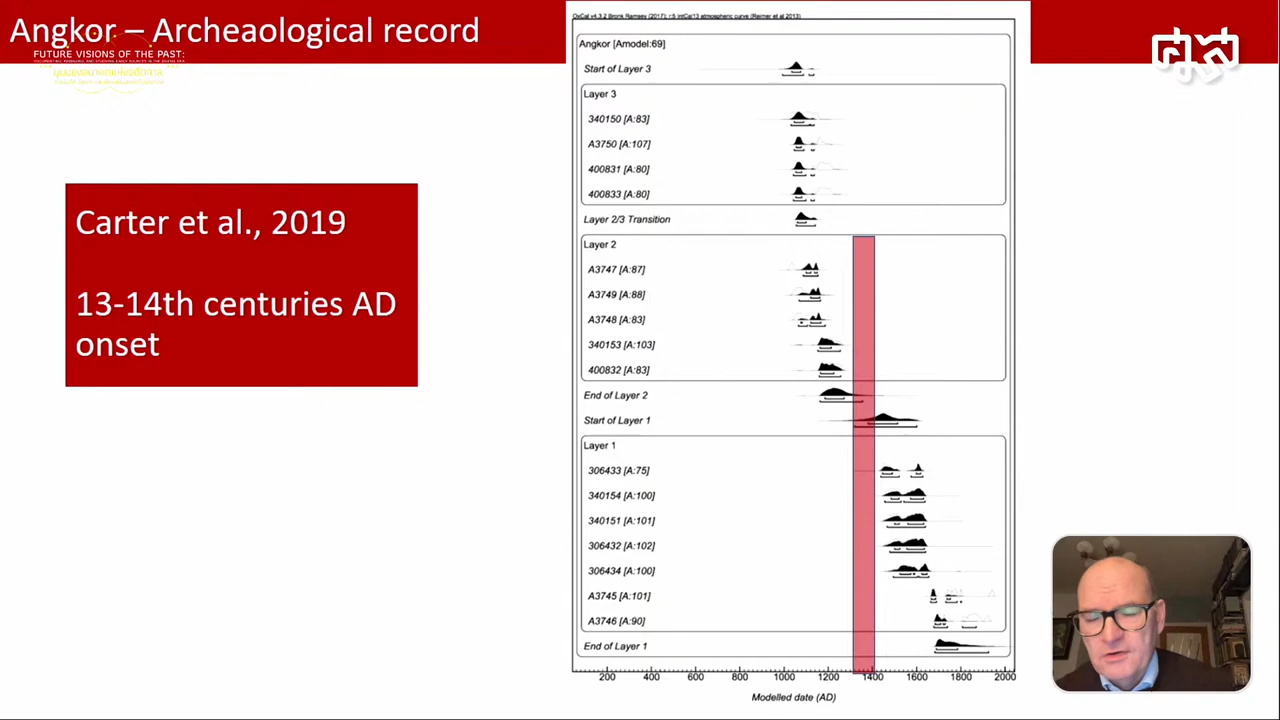 Angkor – Archeaological record
FUTURE VISIONS OF THE PAST:
Carter et al., 2019
13-14th centuries AD
onset
OxCal v4.3.2 Bronk Ramsey (2017); r:5 IntCal13 atmospheric curve (Reimer et al 2013)
Angkor [Amodel:69]
Start of Layer 3
Layer 3
340150 [A:83]
A3750 [A:107]
400831 [A:80]
400833 [A:80]
Layer 2/3 Transition
Layer 2
A3747 [A:87]
A3749 [A:88]
A3748 [A:83]
340153 [A:103]
400832 [A:83]
End of Layer 2
Start of Layer 1
Layer 1
306433 [A:75]
340154 [A:100]
340151 [A:101]
306432 [A:102]
306434 [A:100]
A3745 [A:101]
A3746 [A:90]
End of Layer 1
200 400 600 800 1000 1200 1400 1600 1800 2000
Modelled date (AD)